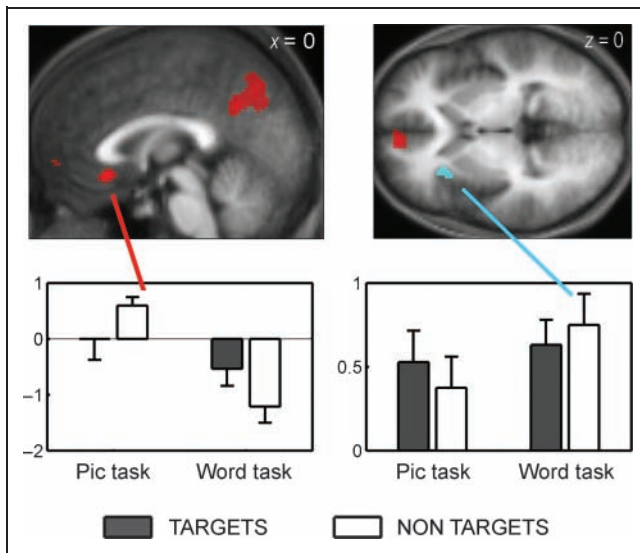 x = 0
z = 0
1
0
–1
–2
Pic task
Word task
1
0.5
0
Pic task
Word task
TARGETS
NON TARGETS